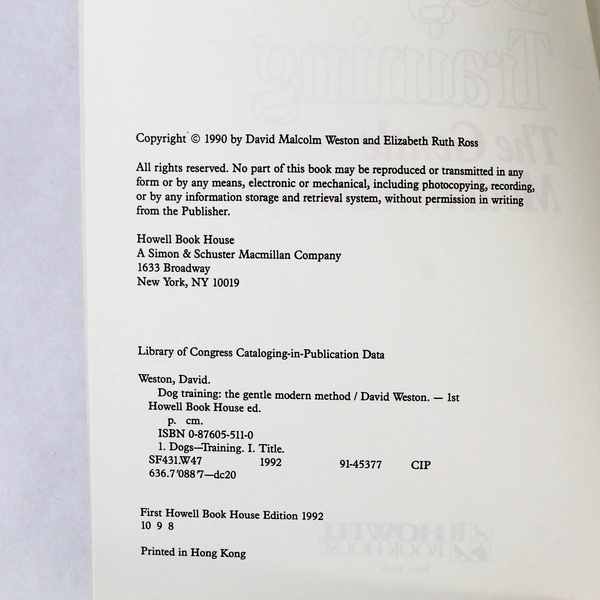 Copyright © 1990 by David Malcolm Weston and Elizabeth Ruth Ross
All rights reserved. No part of this book may be reproduced or transmitted in any
form or by any means, electronic or mechanical, including photocopying, recording,
or by any information storage and retrieval system, without permission in writing
from the Publisher.
Howell Book House
A Simon & Schuster Macmillan Company
1633 Broadway
New York, NY 10019
Library of Congress Cataloging-in-Publication Data
Weston, David.
Dog training: the gentle modern method / David Weston. — 1st
Howell Book House ed.
p. cm.
ISBN 0-87605-511-0
1. Dogs—Training. I. Title.
SF431.W47 1992 91-45377 CIP
636.7'0887—dc20
First Howell Book House Edition 1992
10 9 8
Printed in Hong Kong